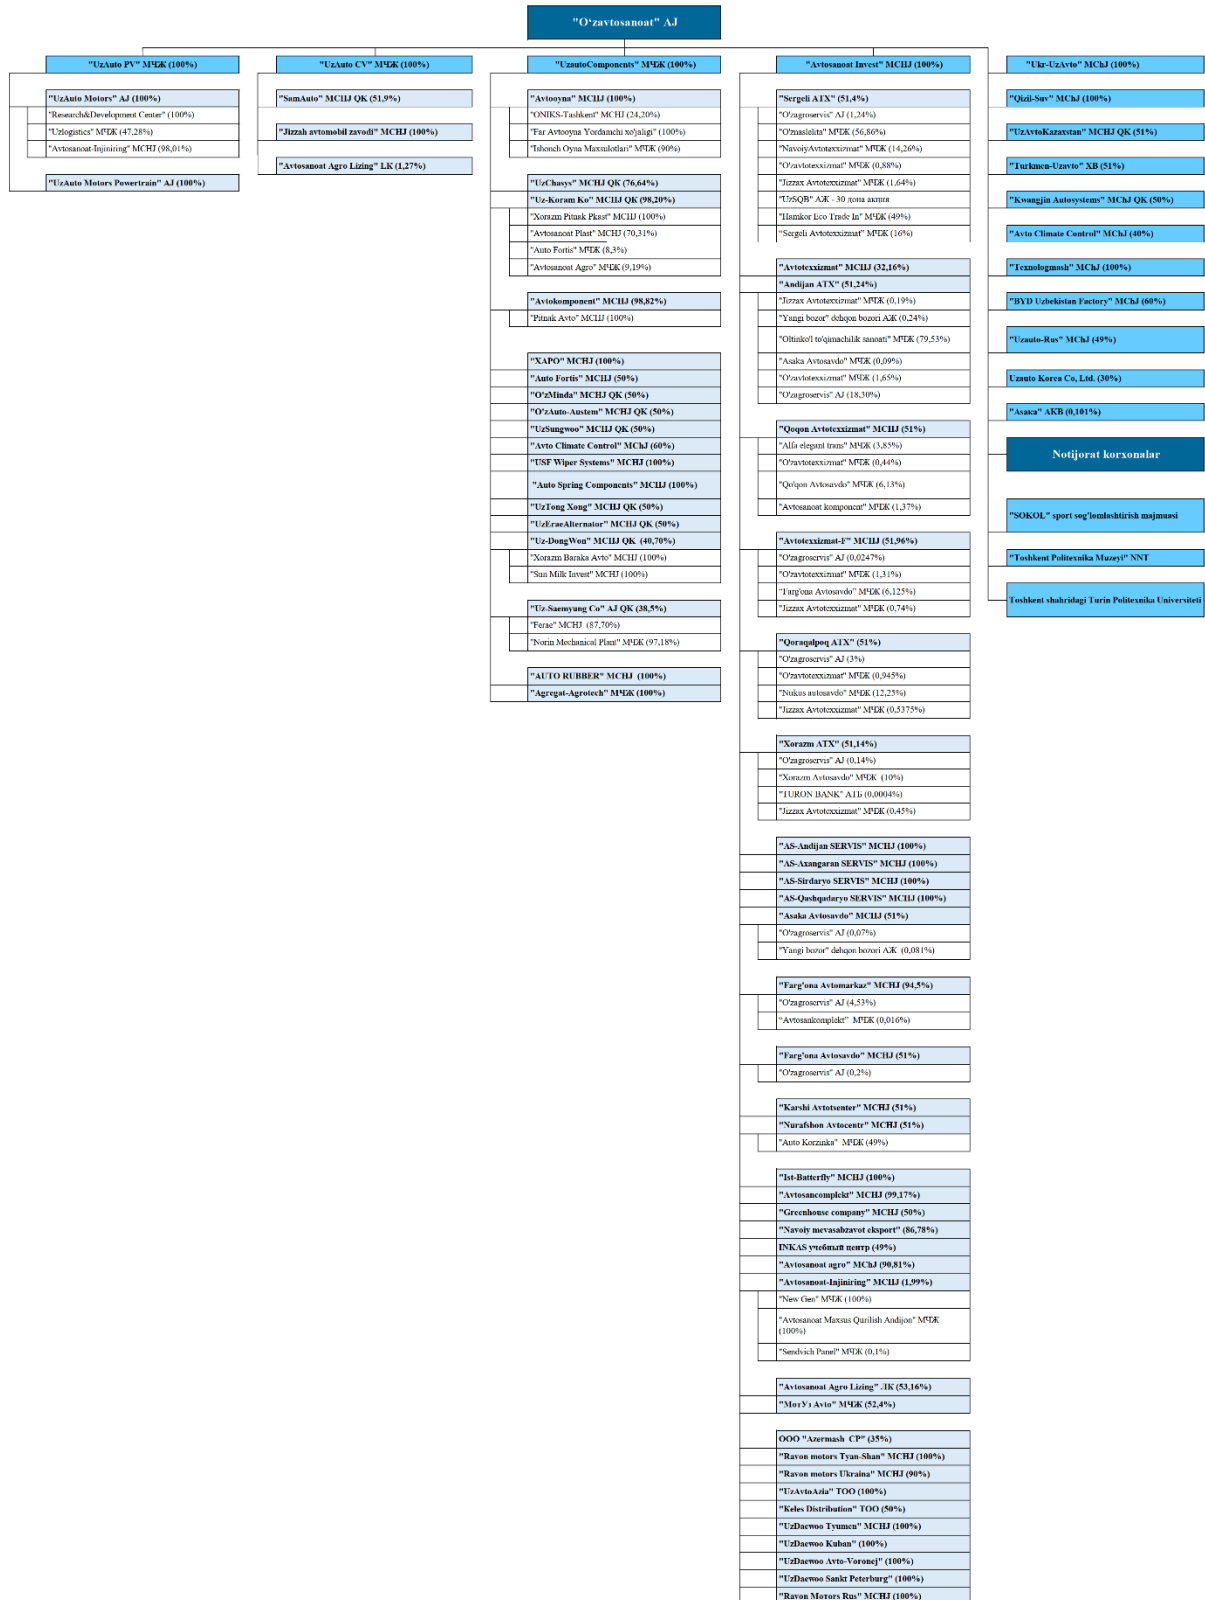 "O‘zavtosanoat" AJ
"UzAuto PV" МЧЖ (100%)
"UzAuto Motors" AJ (100%)
"Research&Development Center" (100%)
"Uzlogistics" МЧЖ (47,28%)
"Avtosanoat-Injiniring" MCHJ (98,01%)
"UzAuto Motors Powertrain" AJ (100%)
"UzAuto CV" МЧЖ (100%)
"SamAuto" MCHJ QK (51,9%)
"Jizzah avtomobil zavodi" MCHJ (100%)
"Avtosanoat Agro Lizing" LK (1,27%)
"UzautoComponents" МЧЖ (100%)
"Avtooyna" MCHJ (100%)
"ONIKS-Tashkent" MCHJ (24,20%)
"Far Avtooyna Yordamchi xo'jaligi" (100%)
"Ishonch Oyna Maxsulotlari" МЧЖ (90%)
"UzChasys" MCHJ QK (76,64%)
"Uz-Koram Ko" MCHJ QK (98,20%)
"Xorazm Pitnak Plast" MCHJ (100%)
"Avtosanoat Plast" MCHJ (70,31%)
"Auto Fortis" МЧЖ (8,3%)
"Avtosanoat Agro" МЧЖ (9,19%)
"Avtokomponent" MCHJ (98,82%)
"Pitnak Avto" MCHJ (100%)
"XAPO" MCHJ (100%)
"Auto Fortis" MCHJ (50%)
"O'zMinda" MCHJ QK (50%)
"O'zAuto-Austem" MCHJ QK (50%)
"UzSungwoo" MCHJ QK (50%)
"Avto Climate Control" MChJ (60%)
"USF Wiper Systems" MCHJ (100%)
"Auto Spring Components" MCHJ (100%)
"UzTong Xong" MCHJ QK (50%)
"UzEraeAlternator" MCHJ QK (50%)
"Uz-DongWon" MCHJ QK (40,70%)
"Xorazm Baraka Avto" MCHJ (100%)
"Sun Milk Invest" MCHJ (100%)
"Uz-Saemyung Co" AJ QK (38,5%)
"Ferae" MCHJ (87,70%)
"Norin Mechanical Plant" МЧЖ (97,18%)
"AUTO RUBBER" MCHJ (100%)
"Agregat-Agrotech" МЧЖ (100%)
"Avtosanoat Invest" MCHJ (100%)
"Sergeli ATX" (51,4%)
"O'zagroservis" AJ (1,24%)
"O'znasletita" МЧЖ (56,86%)
"NavoiyAvtotexxizmat" МЧЖ (14,26%)
"O'zavtotexxizmat" МЧЖ (0,88%)
"Jizzax Avtotexxizmat" МЧЖ (1,64%)
"UzSQB" АЖ - 30 дона акция
"Hamkor Eco Trade In" МЧЖ (49%)
"Sergeli Avtotexxizmat" МЧЖ (16%)
"Avtotexxizmat" MCHJ (32,16%)
"Andijan ATX" (51,24%)
"Jizzax Avtotexxizmat" МЧЖ (0,19%)
"Yangi bozor" dehqon bozori АЖ (0,24%)
"Oltinko'l to'qimachilik sanoati" МЧЖ (79,53%)
"Asaka Avtosavdo" МЧЖ (0,09%)
"O'zavtotexxizmat" МЧЖ (1,65%)
"O'zagroservis" AJ (18,30%)
"Qoqon Avtotexxizmat" MCHJ (51%)
"Alfa elegant trans" МЧЖ (3,85%)
"O'zavtotexxizmat" МЧЖ (0,44%)
"Qo'qon Avtosavdo" МЧЖ (6,13%)
"Avtosanoat komponent" МЧЖ (1,37%)
"Avtotexxizmat-F" MCHJ (51,96%)
"O'zagroservis" AJ (0,0247%)
"O'zavtotexxizmat" МЧЖ (1,31%)
"Farg'ona Avtosavdo" МЧЖ (6,125%)
"Jizzax Avtotexxizmat" МЧЖ (0,74%)
"Qoraqalpoq ATX" (51%)
"O'zagroservis" AJ (3%)
"O'zavtotexxizmat" МЧЖ (0,945%)
"Nukus autosavdo" МЧЖ (12,25%)
"Jizzax Avtotexxizmat" МЧЖ (0,5375%)
"Xorazm ATX" (51,14%)
"O'zagroservis" AJ (0,14%)
"Xorazm Avtosavdo" МЧЖ (10%)
"TURON BANK" АТБ (0,0004%)
"Jizzax Avtotexxizmat" МЧЖ (0,45%)
"AS-Andijan SERVIS" MCHJ (100%)
"AS-Axangaran SERVIS" MCHJ (100%)
"AS-Sirdaryo SERVIS" MCHJ (100%)
"AS-Qashqadaryo SERVIS" MCHJ (100%)
"Asaka Avtosavdo" MCHJ (51%)
"O'zagroservis" AJ (0,07%)
"Yangi bozor" dehqon bozori АЖ (0,081%)
"Farg'ona Avtomarkaz" MCHJ (94,5%)
"O'zagroservis" AJ (4,53%)
"Avtosankomplekt" МЧЖ (0,016%)
"Farg'ona Avtosavdo" MCHJ (51%)
"O'zagroservis" AJ (0,2%)
"Karshi Avtotsenter" MCHJ (51%)
"Nurafshon Avtocentr" MCHJ (51%)
"Auto Korzinka" МЧЖ (49%)
"Ist-Batterfly" MCHJ (100%)
"Avtosancomplekt" MCHJ (99,17%)
"Greenhouse company" MCHJ (50%)
"Navoiy mevasabzavot eksport" (86,78%)
INKAS учебный центр (49%)
"Avtosanoat agro" MChJ (90,81%)
"Avtosanoat-Injiniring" MCHJ (1,99%)
"New Gen" МЧЖ (100%)
"Avtosanoat Maxsus Qurilish Andijon" МЧЖ
(100%)
"Sendvich Panel" МЧЖ (0,1%)
"Avtosanoat Agro Lizing" ЛК (53,16%)
"МотУз Avto" МЧЖ (52,4%)
ООО "Azermash CP" (35%)
"Ravon motors Tyan-Shan" MCHJ (100%)
"Ravon motors Ukraina" MCHJ (90%)
"UzAvtoAzia" TOO (100%)
"Keles Distribution" TOO (50%)
"UzDaewoo Tyumen" MCHJ (100%)
"UzDaewoo Kuban" (100%)
"UzDaewoo Avto-Voronej" (100%)
"UzDaewoo Sankt Peterburg" (100%)
"Ravon Моторs Rus" MCHJ (100%)
"Ukr-UzAvto" MChJ (100%)
"Qizil-Suv" MChJ (100%)
"UzAvtoKazaxstan" MCHJ QK (51%)
"Turkmen-Uzavto" XB (51%)
"Kwangjin Autosystems" MChJ QK (50%)
"Avto Climate Control" MChJ (40%)
"Texnologmash" MChJ (100%)
"BYD Uzbekistan Factory" MChJ (60%)
"Uzauto-Rus" MChJ (49%)
Uzauto Korea Co, Ltd. (30%)
"Asaka" AKB (0,101%)
Notijorat korxonalar
"SOKOL" sport sog'lomlashtirish majmuasi
"Toshkent Politexnika Muzeyi" NNT
Toshkent shahridagi Turin Politexnika Universiteti